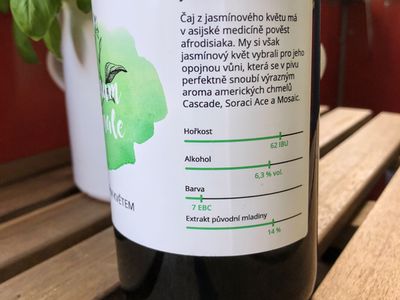 Čaj z jasmínového květu má
v asijské medicíně pověst
afrodisiaka. My si však
jasmínový květ vybrali pro jeho
opojnou vůni, která se v pivu
perfektně snoubí výrazným
aroma amerických chmelů
Cascade, Soraci Ace a Mosaic.
Hořkost
62 IBU
Alkohol
6,3 % vol.
Barva
7 EBC
Extrakt původní mladiny
14 %
ale
KVĚTEM